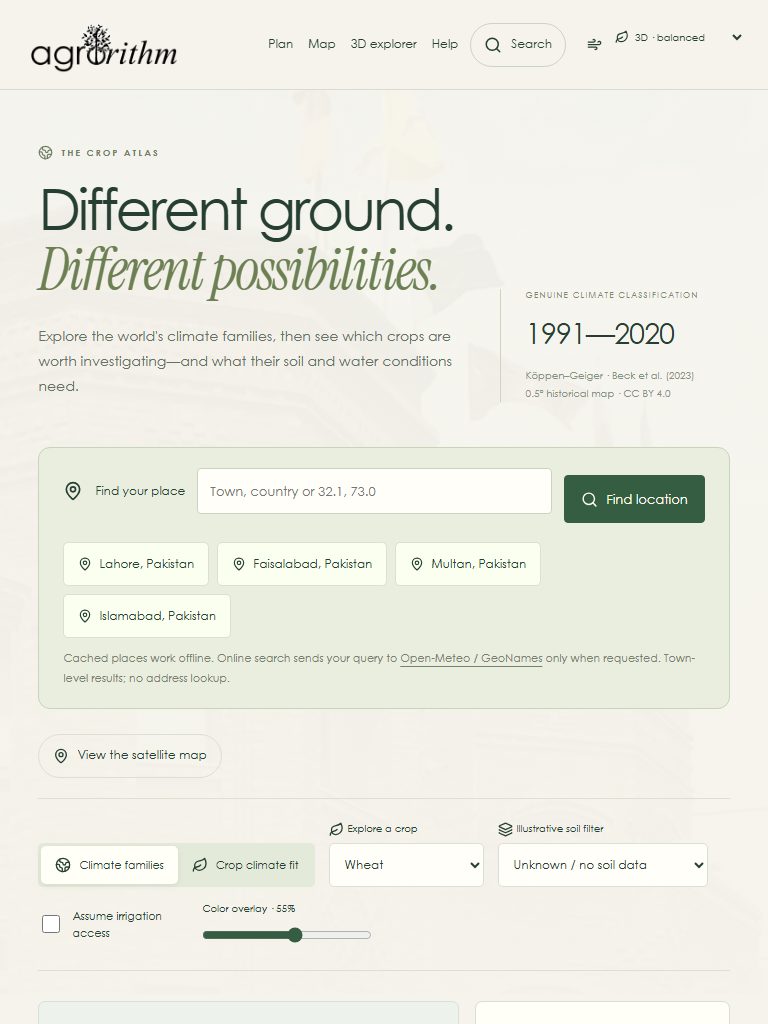 agrorithm
Plan
Map
3D explorer
Help
Search
3D · balanced
THE CROP ATLAS
Different ground.
Different possibilities.
Explore the world's climate families, then see which crops are
worth investigating—and what their soil and water conditions
need.
GENUINE CLIMATE CLASSIFICATION
1991—2020
Köppen–Geiger · Beck et al. (2023)
0.5° historical map · CC BY 4.0
Find your place
Town, country or 32.1, 73.0
Find location
Lahore, Pakistan
Faisalabad, Pakistan
Multan, Pakistan
Islamabad, Pakistan
Cached places work offline. Online search sends your query to Open-Meteo / GeoNames only when requested. Town-
level results; no address lookup.
View the satellite map
Climate families
Crop climate fit
Explore a crop
Wheat
Illustrative soil filter
Unknown / no soil data
Assume irrigation
access
Color overlay · 55%